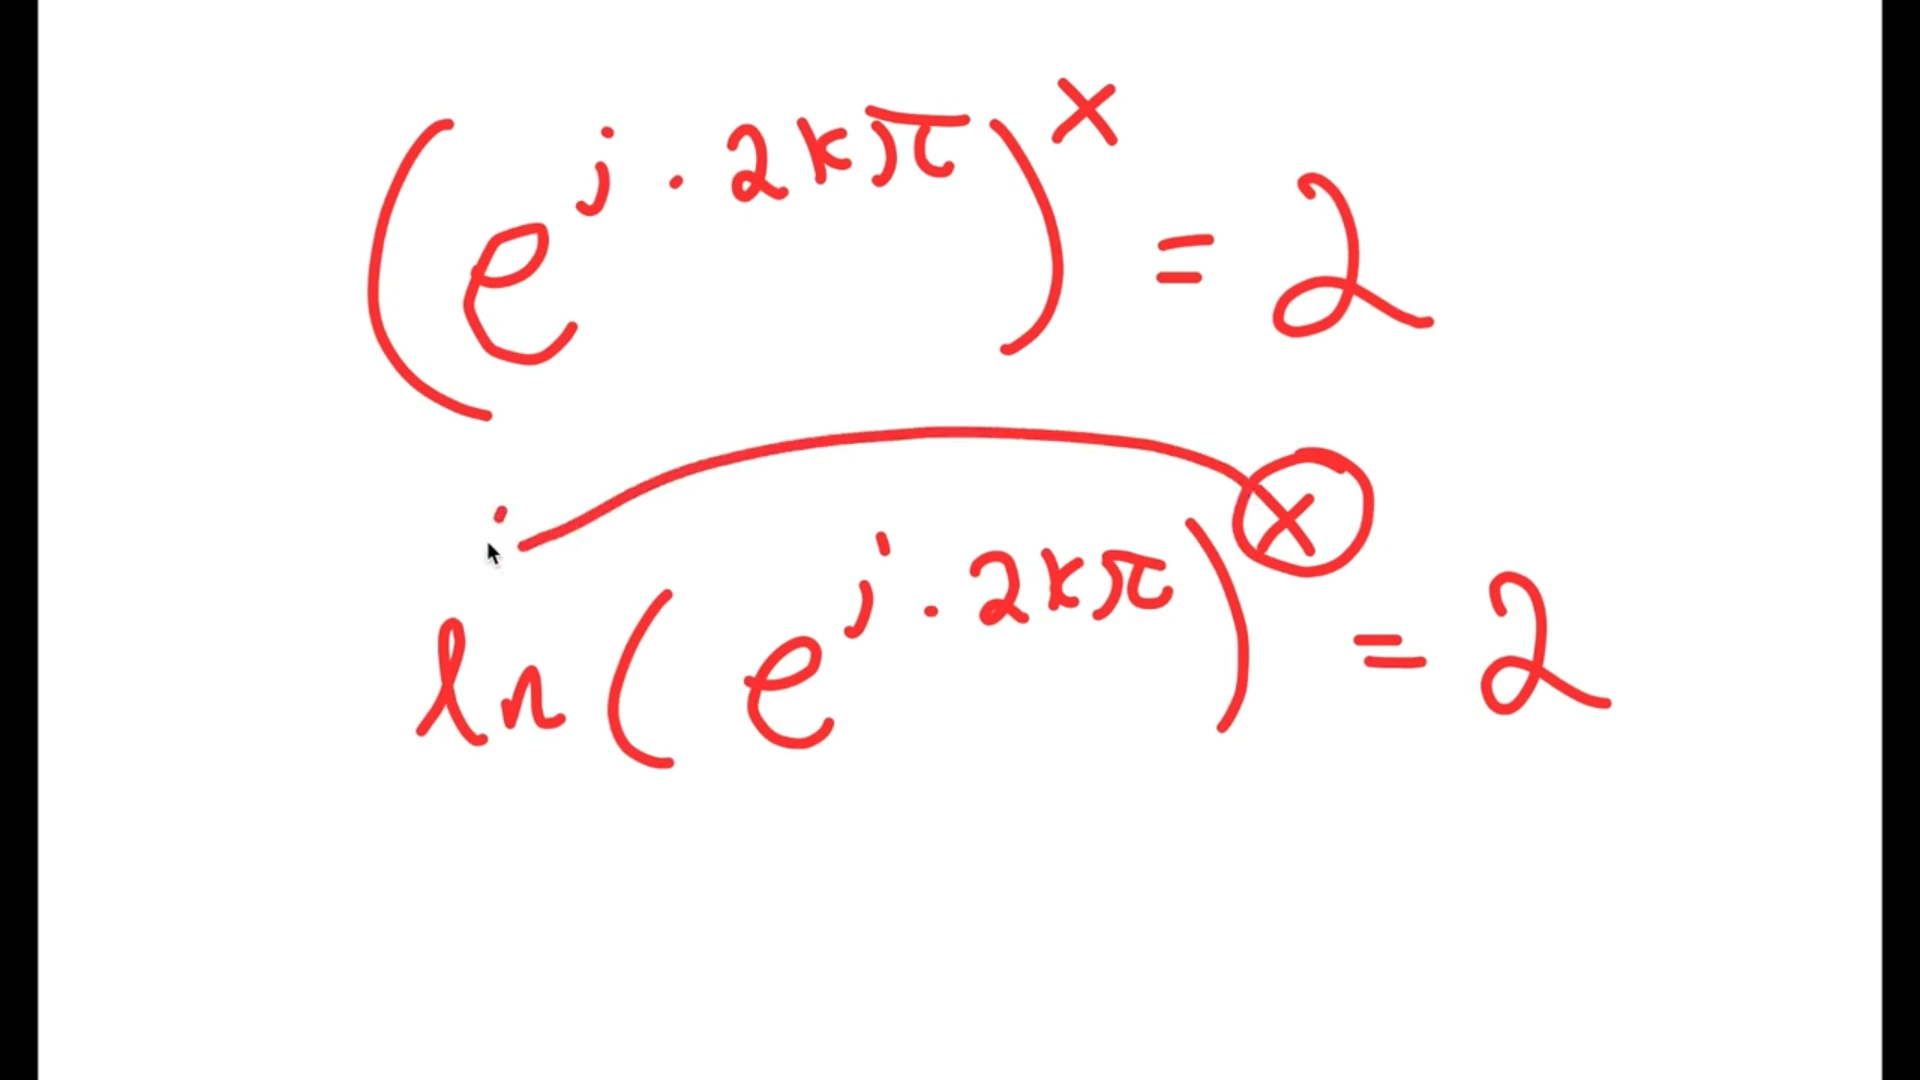 (e^{j·2kπ})^x = 2
ln(e^{j·2kπ})^x = 2